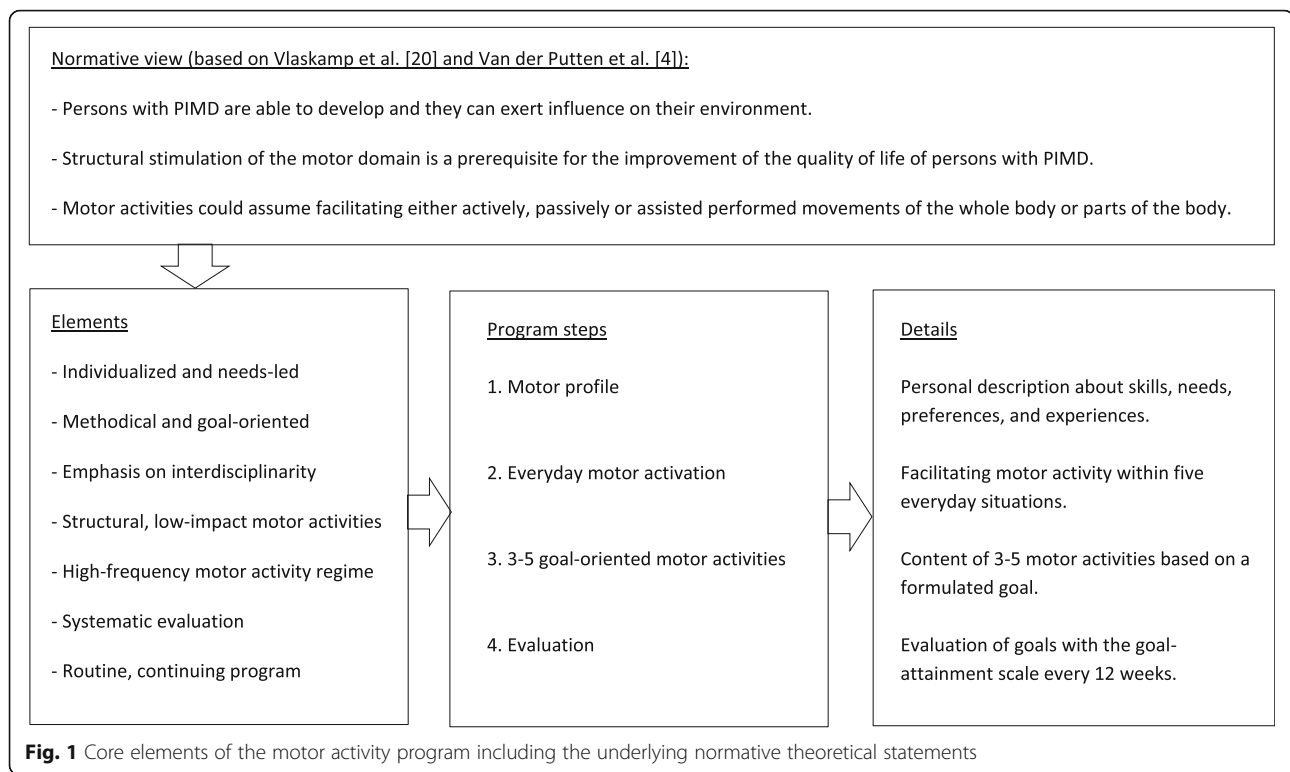 Normative view (based on Vlaskamp et al. [20] and Van der Putten et al. [4]):
- Persons with PIMD are able to develop and they can exert influence on their environment.
- Structural stimulation of the motor domain is a prerequisite for the improvement of the quality of life of persons with PIMD.
- Motor activities could assume facilitating either actively, passively or assisted performed movements of the whole body or parts of the body.
Elements
- Individualized and needs-led
- Methodical and goal-oriented
- Emphasis on interdisciplinarity
- Structural, low-impact motor activities
- High-frequency motor activity regime
- Systematic evaluation
- Routine, continuing program
Program steps
1. Motor profile
2. Everyday motor activation
3. 3-5 goal-oriented motor activities
4. Evaluation
Details
Personal description about skills, needs,
preferences, and experiences.
Facilitating motor activity within five
everyday situations.
Content of 3-5 motor activities based on a
formulated goal.
Evaluation of goals with the goal-
attainment scale every 12 weeks.
Fig. 1 Core elements of the motor activity program including the underlying normative theoretical statements